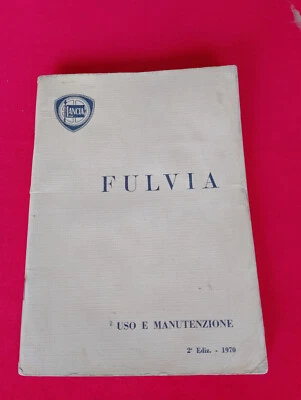 LANCIA
FULVIA
USO E MANUTENZIONE
2ª Ediz. - 1970